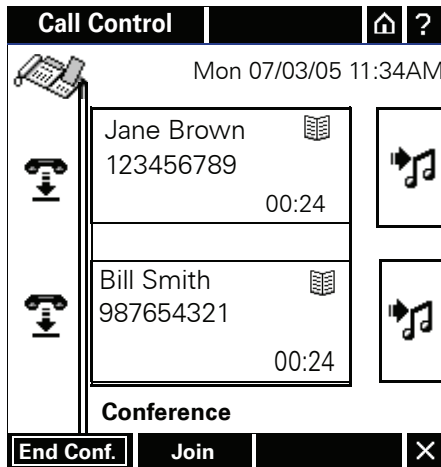 Call Control ?
Mon 07/03/05 11:34AM
Jane Brown
123456789
00:24
Bill Smith
987654321
00:24
Conference
End Conf. Join